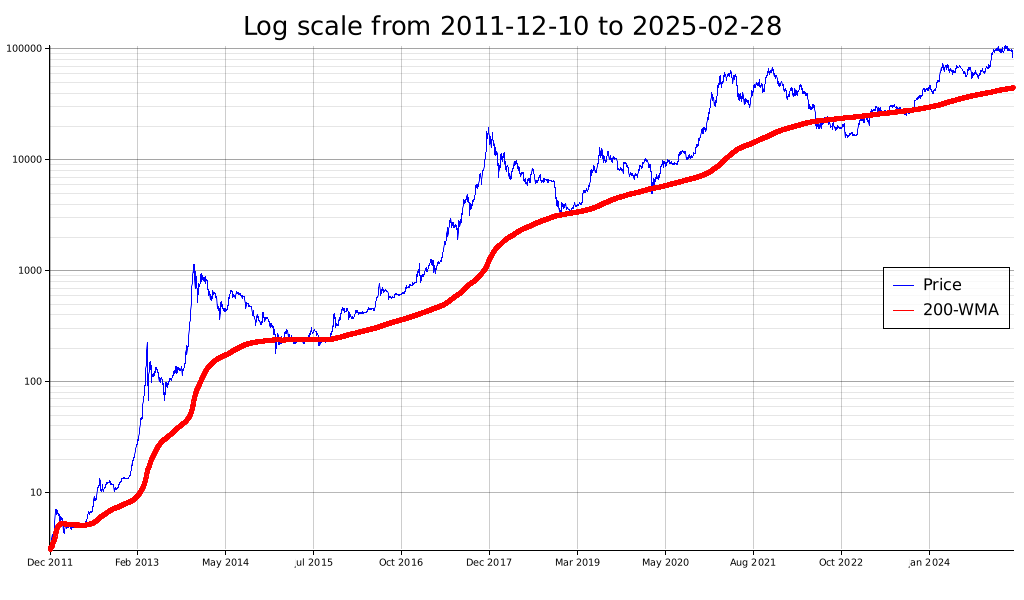 Log scale from 2011-12-10 to 2025-02-28
100000
10000
1000
100
10
Price
200-WMA
Dec 2011 Feb 2013 May 2014 Jul 2015 Oct 2016 Dec 2017 Mar 2019 May 2020 Aug 2021 Oct 2022 Jan 2024